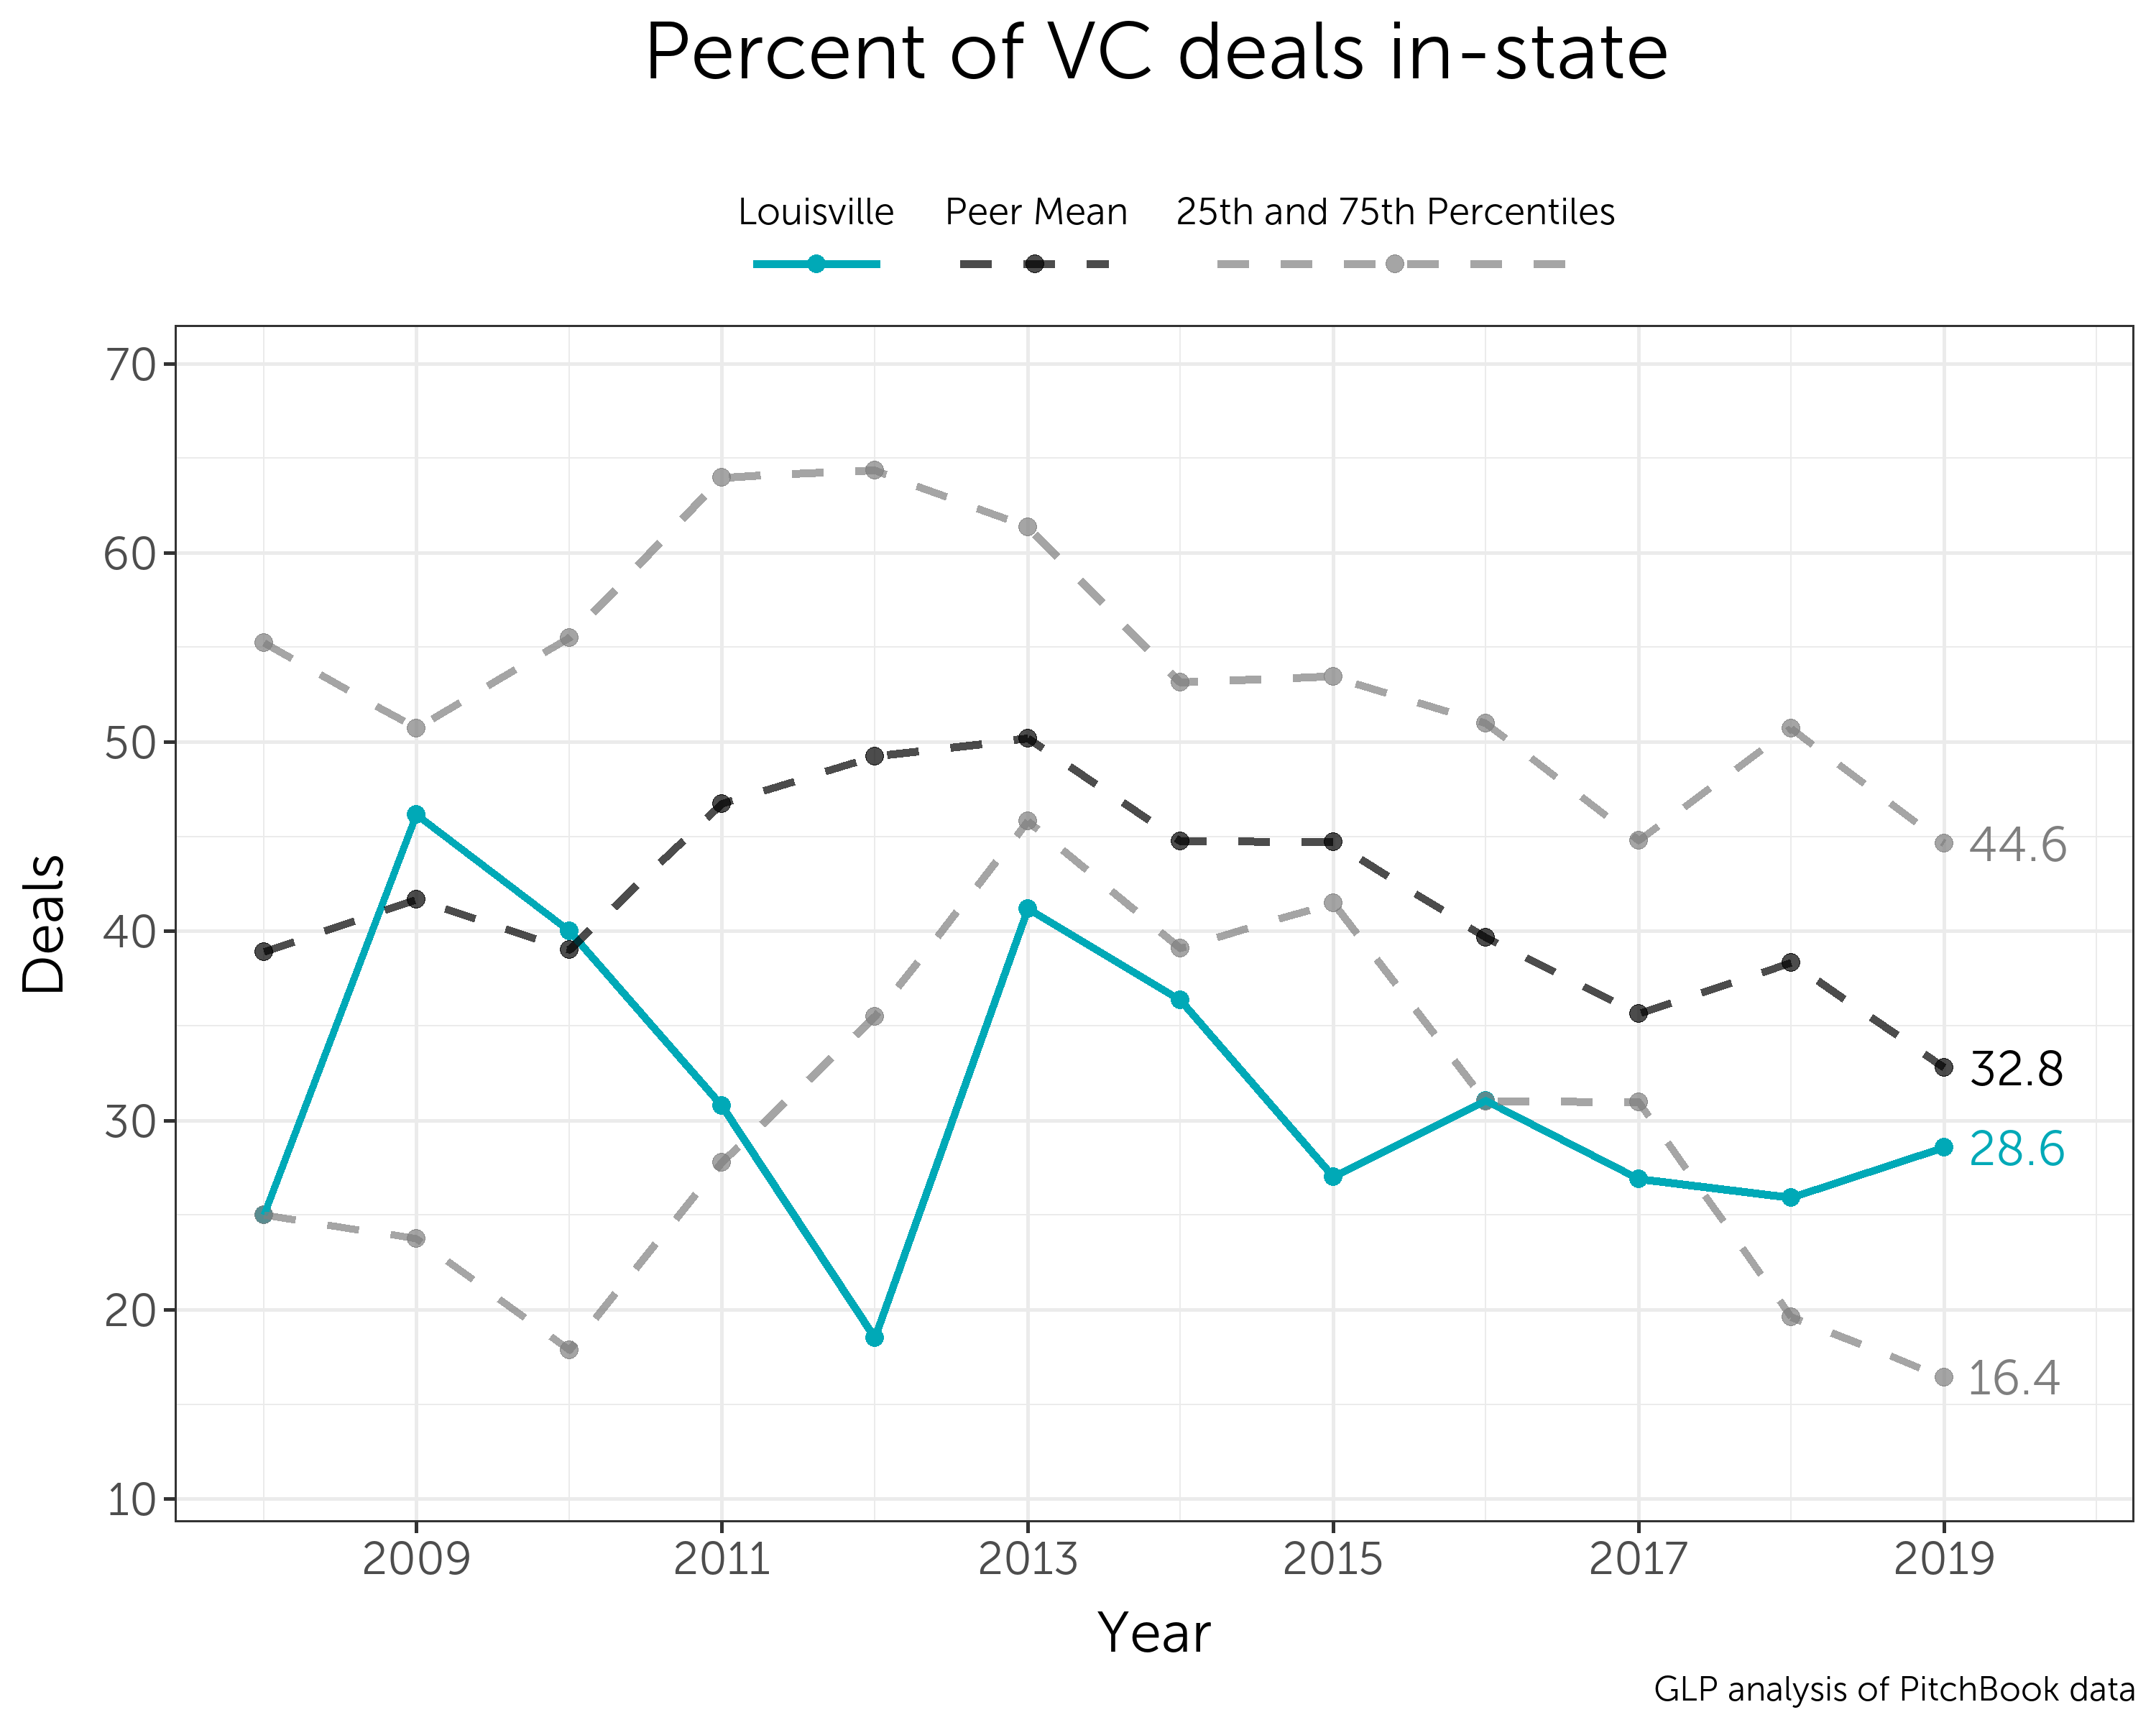 Percent of VC deals in-state
Louisville Peer Mean 25th and 75th Percentiles
70
60
50
40
30
20
10
Deals
44.6
32.8
28.6
16.4
2009 2011 2013 2015 2017 2019
Year
GLP analysis of PitchBook data